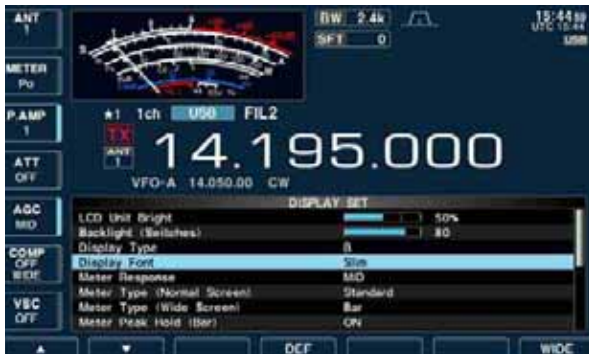 ANT
1
METER
Po
P.AMP
1
ATT
OFF
AGC
MID
COMP
OFF
WIDE
VSC
OFF
BW 2.4k
SFT 0
15:44
UTC 15:44
USB
★1 1ch USB FIL2
TX
ANT
1
14.195.000
VFO-A 14.050.00 CW
DISPLAY SET
LCD Unit Bright 50%
Backlight (Switches) 80
Display Type B
Display Font Slim
Meter Response MID
Meter Type (Normal Screen) Standard
Meter Type (Wide Screen) Bar
Meter Peak Hold (Bar) ON
DEF
WIDE